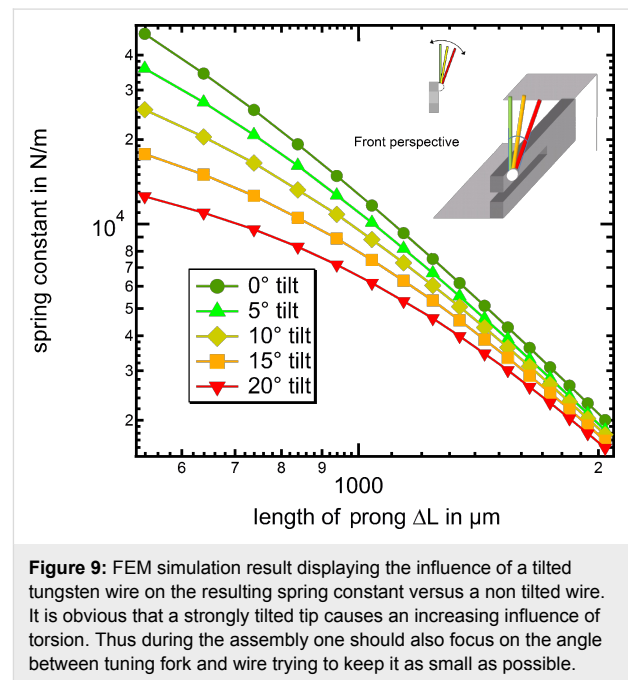 4
3
2
10⁴
8
7
6
5
4
3
2
spring constant in N/m
Front perspective
0° tilt
5° tilt
10° tilt
15° tilt
20° tilt
6
7
8
9
1000
2
length of prong ΔL in µm
Figure 9: FEM simulation result displaying the influence of a tilted
tungsten wire on the resulting spring constant versus a non tilted wire.
It is obvious that a strongly tilted tip causes an increasing influence of
torsion. Thus during the assembly one should also focus on the angle
between tuning fork and wire trying to keep it as small as possible.